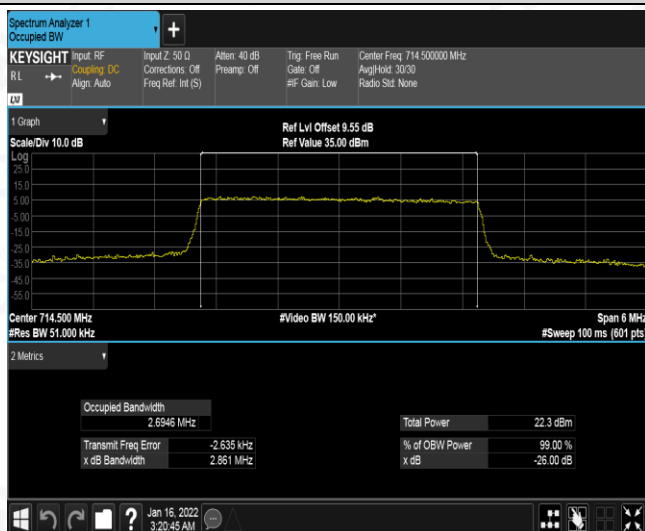 Spectrum Analyzer 1
Occupied BW
+
KEYSIGHT Input: RF Input Z: 50 Ω Atten: 40 dB Trig: Free Run Center Freq: 714.500000 MHz
RL Coupling: DC Corrections: Off Preamp: Off Gate: Off Avg|Hold: 30/30
Align: Auto Freq Ref: Int (S) #IF Gain: Low Radio Std: None
LXI
1 Graph
Ref Lvl Offset 9.55 dB
Scale/Div 10.0 dB Ref Value 35.00 dBm
Log
25.0
15.0
5.00
-5.00
-15.0
-25.0
-35.0
-45.0
-55.0
Center 714.500 MHz #Video BW 150.00 kHz* Span 6 MHz
#Res BW 51.000 kHz #Sweep 100 ms (601 pts)
2 Metrics
Occupied Bandwidth
2.6946 MHz Total Power 22.3 dBm
Transmit Freq Error -2.635 kHz % of OBW Power 99.00 %
x dB Bandwidth 2.861 MHz x dB -26.00 dB
? Jan 16, 2022
3:20:45 AM